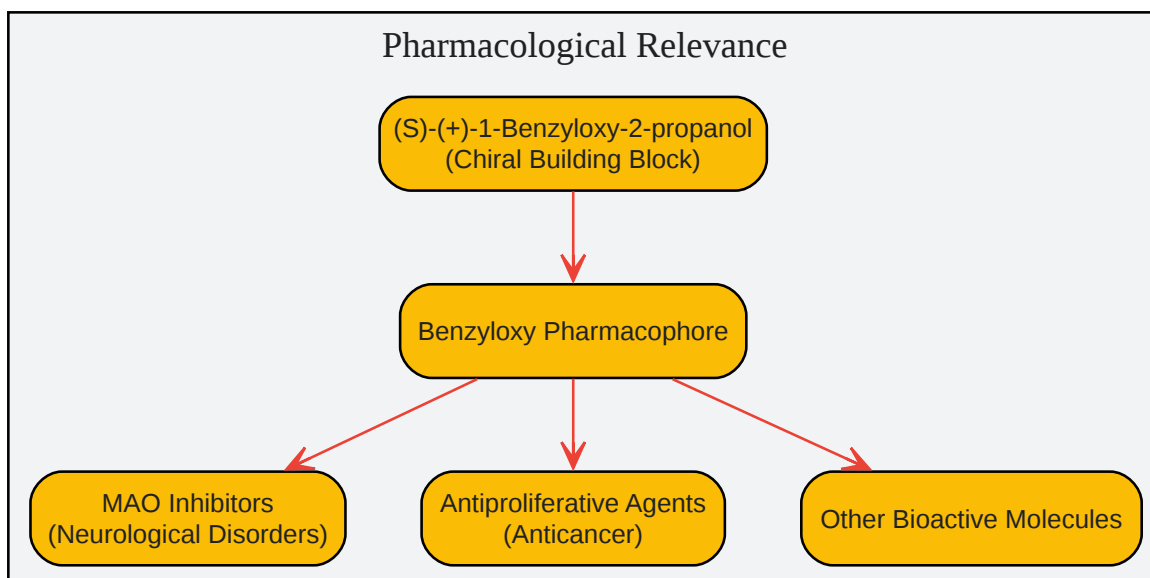 Pharmacological Relevance
(S)-(+)-1-Benzyloxy-2-propanol
(Chiral Building Block)
Benzyloxy Pharmacophore
MAO Inhibitors
(Neurological Disorders)
Antiproliferative Agents
(Anticancer)
Other Bioactive Molecules